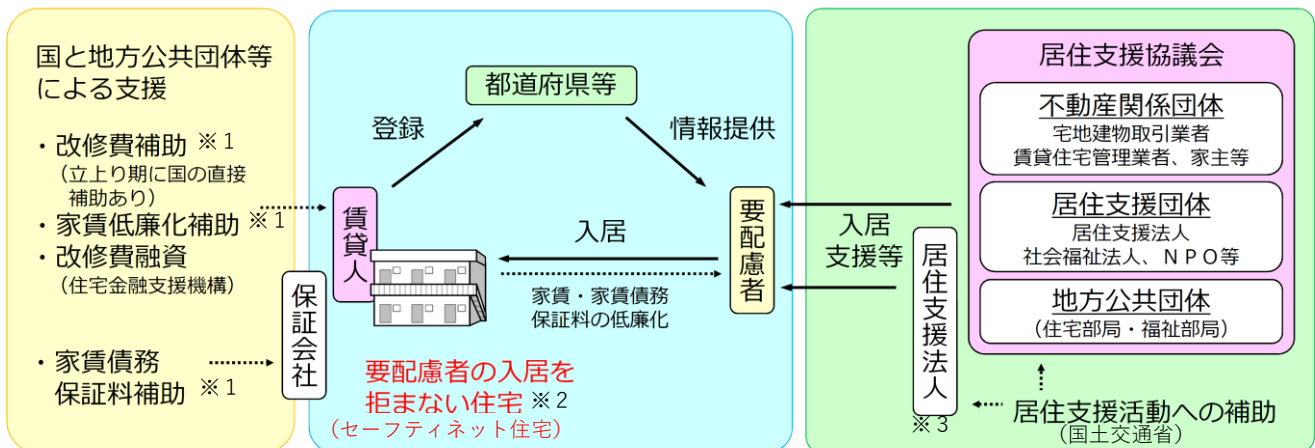 国と地方公共団体等
による支援
・改修費補助 ※1
(立上り期に国の直接
補助あり)
・家賃低廉化補助 ※1
・改修費融資
(住宅金融支援機構)
・家賃債務
保証料補助 ※1
保証会社
都道府県等
登録
情報提供
賃貸人
要配慮者
入居
家賃・家賃債務
保証料の低廉化
要配慮者の入居を
拒まない住宅 ※2
(セーフティネット住宅)
入居
支援等
居住支援法人
※3
居住支援協議会
不動産関係団体
宅地建物取引業者
賃貸住宅管理業者、家主等
居住支援団体
居住支援法人
社会福祉法人、NPO等
地方公共団体
(住宅部局・福祉部局)
居住支援活動への補助
(国土交通省)